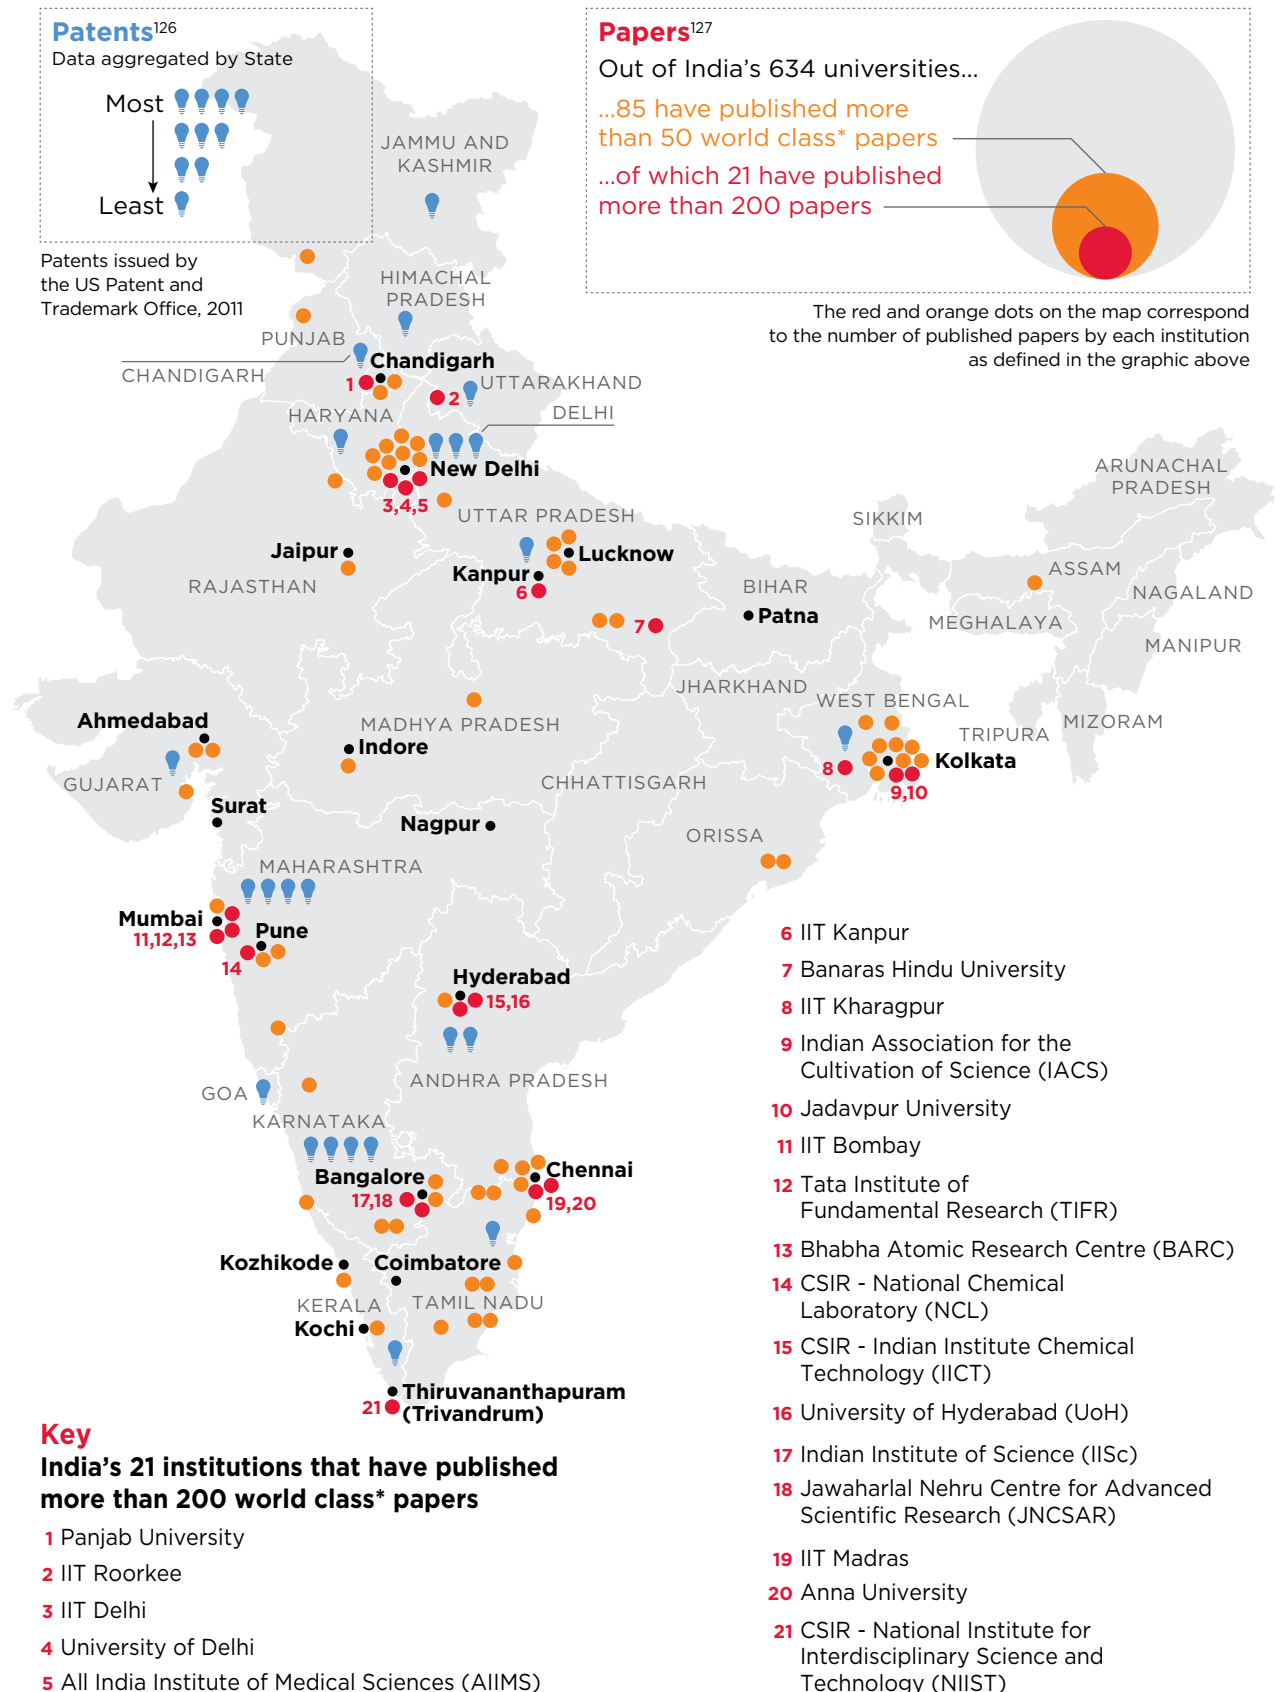 Patents126
Data aggregated by State
Most
Least
Patents issued by
the US Patent and
Trademark Office, 2011
Papers127
Out of India’s 634 universities...
...85 have published more
than 50 world class* papers
...of which 21 have published
more than 200 papers
The red and orange dots on the map correspond
to the number of published papers by each institution
as defined in the graphic above
JAMMU AND
KASHMIR
HIMACHAL
PRADESH
PUNJAB
CHANDIGARH
Chandigarh
1
2
UTTARAKHAND
HARYANA
DELHI
New Delhi
3,4,5
UTTAR PRADESH
ARUNACHAL
PRADESH
SIKKIM
Jaipur
Lucknow
Kanpur
6
RAJASTHAN
BIHAR
Patna
7
ASSAM
NAGALAND
MEGHALAYA
MANIPUR
JHARKHAND
WEST BENGAL
TRIPURA
MIZORAM
Ahmedabad
MADHYA PRADESH
Indore
GUJARAT
Surat
CHHATTISGARH
8
Kolkata
9,10
Nagpur
ORISSA
MAHARASHTRA
Mumbai
11,12,13
Pune
14
Hyderabad
15,16
ANDHRA PRADESH
GOA
KARNATAKA
Bangalore
17,18
Chennai
19,20
Kozhikode
Coimbatore
KERALA
TAMIL NADU
Kochi
Thiruvananthapuram
(Trivandrum)
21
Key
India’s 21 institutions that have published
more than 200 world class* papers
1 Panjab University
2 IIT Roorkee
3 IIT Delhi
4 University of Delhi
5 All India Institute of Medical Sciences (AIIMS)
6 IIT Kanpur
7 Banaras Hindu University
8 IIT Kharagpur
9 Indian Association for the
Cultivation of Science (IACS)
10 Jadavpur University
11 IIT Bombay
12 Tata Institute of
Fundamental Research (TIFR)
13 Bhabha Atomic Research Centre (BARC)
14 CSIR - National Chemical
Laboratory (NCL)
15 CSIR - Indian Institute Chemical
Technology (IICT)
16 University of Hyderabad (UoH)
17 Indian Institute of Science (IISc)
18 Jawaharlal Nehru Centre for Advanced
Scientific Research (JNCSAR)
19 IIT Madras
20 Anna University
21 CSIR - National Institute for
Interdisciplinary Science and
Technology (NIIST)